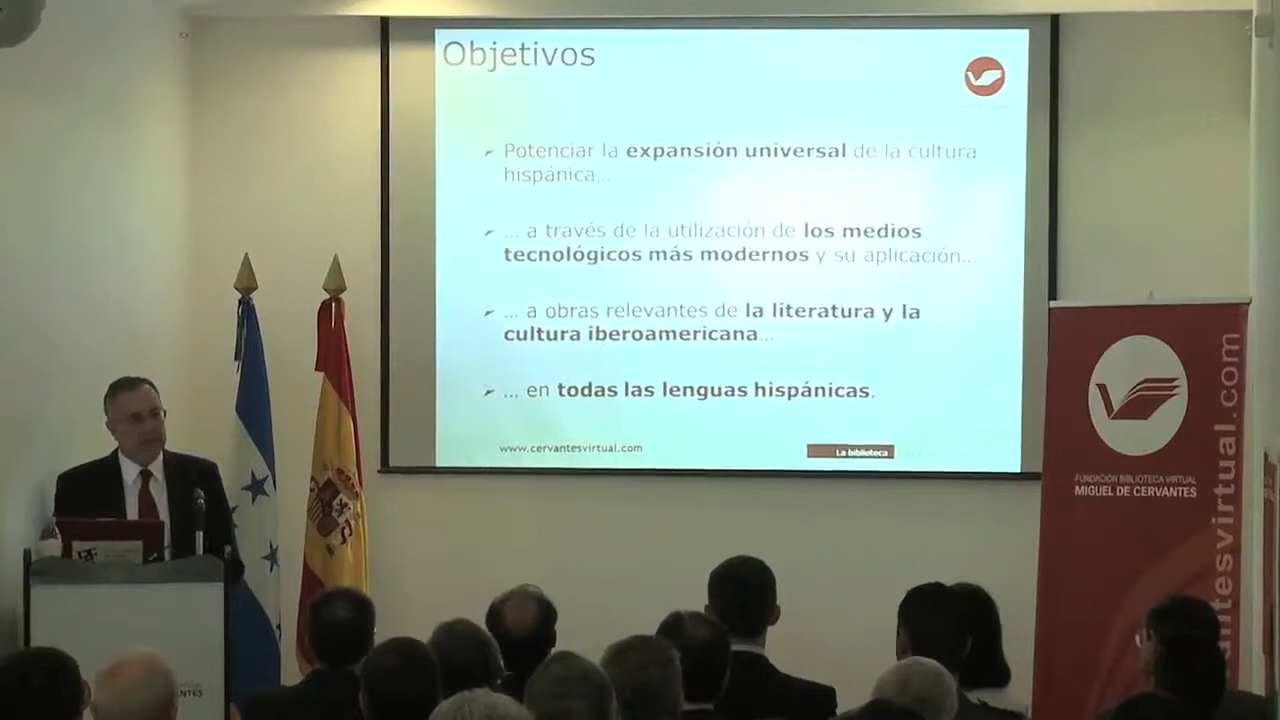 Objetivos
Potenciar la expansión universal de la cultura
hispánica...
... a través de la utilización de los medios
tecnológicos más modernos y su aplicación...
... a obras relevantes de la literatura y la
cultura iberoamericana...
... en todas las lenguas hispánicas.
www.cervantesvirtual.com
La biblioteca
FUNDACIÓN BIBLIOTECA VIRTUAL
MIGUEL DE CERVANTES
antesvirtual.com
ANTES